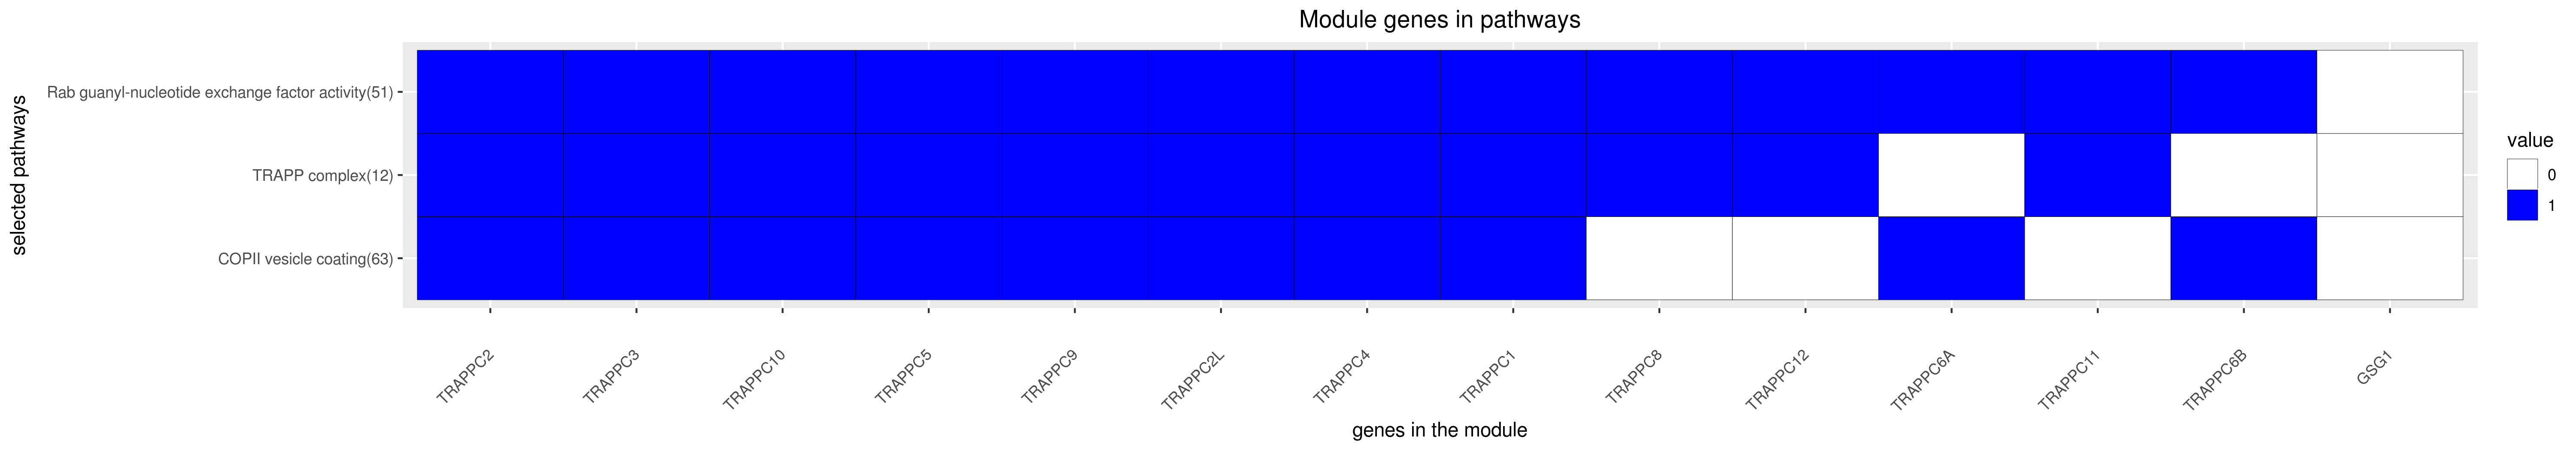 Module genes in pathways
selected pathways
Rab guanyl-nucleotide exchange factor activity(51)
TRAPP complex(12)
COPII vesicle coating(63)
value
0
1
TRAPPC2
TRAPPC3
TRAPPC10
TRAPPC5
TRAPPC9
TRAPPC2L
TRAPPC4
TRAPPC1
TRAPPC8
TRAPPC12
TRAPPC6A
TRAPPC11
TRAPPC6B
GSG1
genes in the module